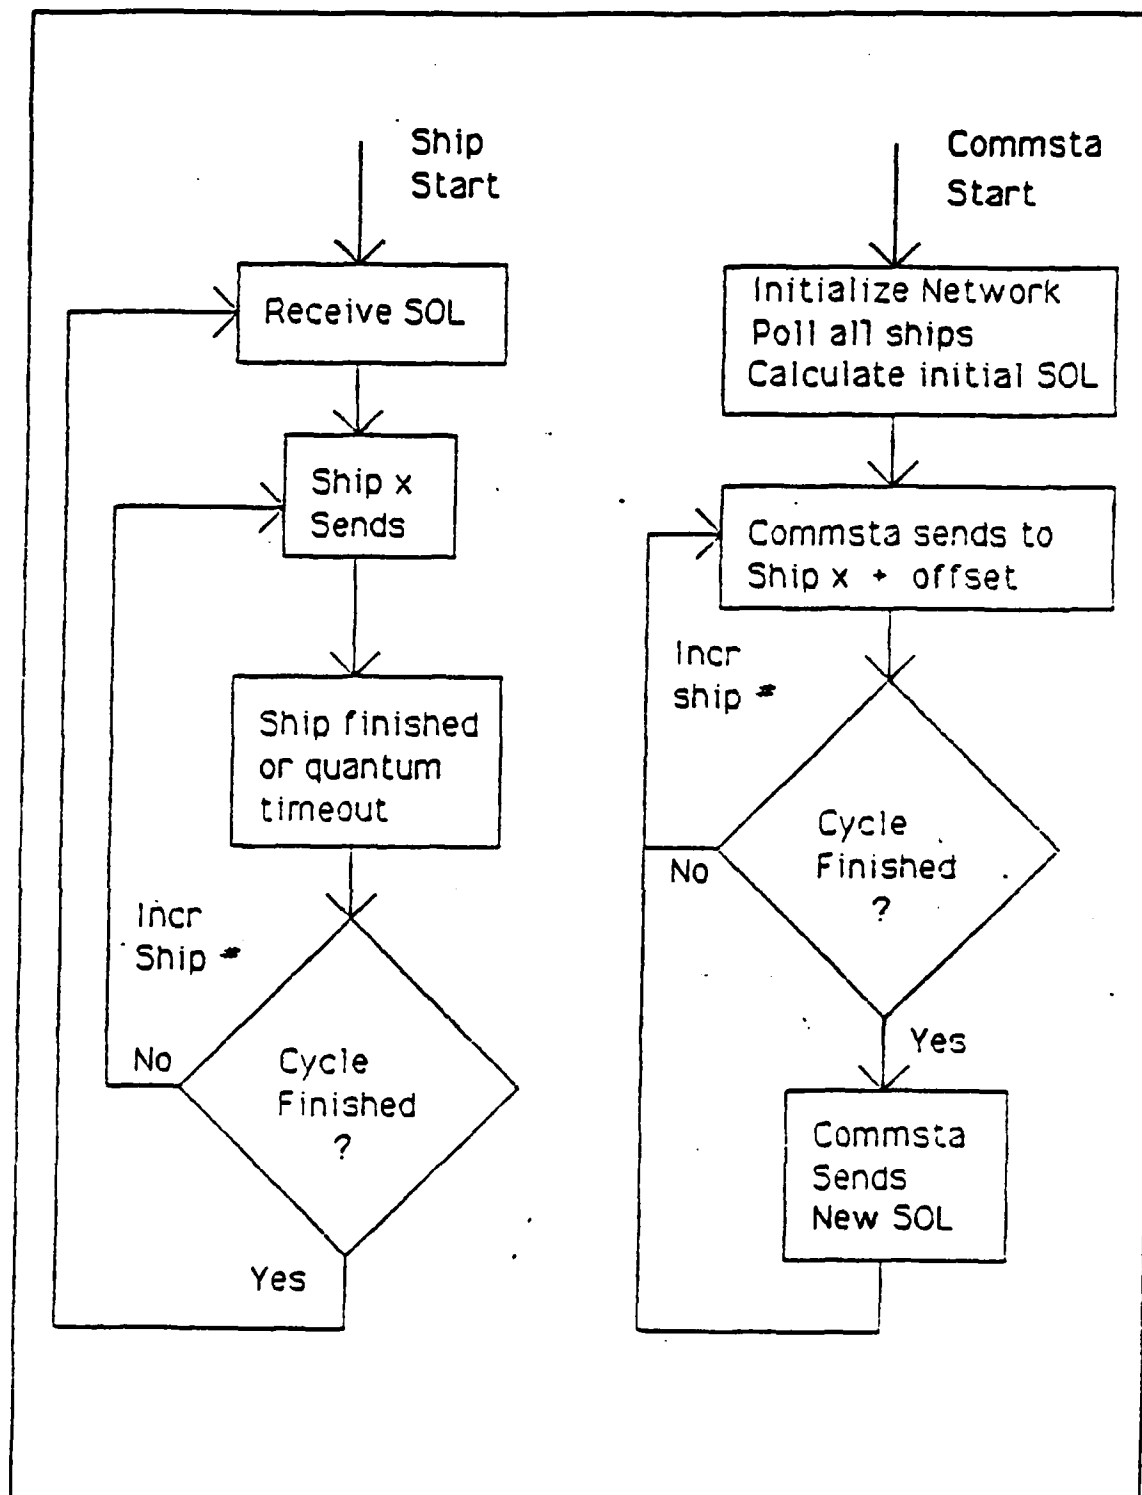 Ship
Start
Receive SOL
Ship x
Sends
Ship finished
or quantum
timeout
Incr
Ship #
No
Cycle
Finished
?
Yes
Commsta
Start
Initialize Network
Poll all ships
Calculate initial SOL
Commsta sends to
Ship x + offset
Incr
ship #
Cycle
Finished
?
No
Yes
Commsta
Sends
New SOL